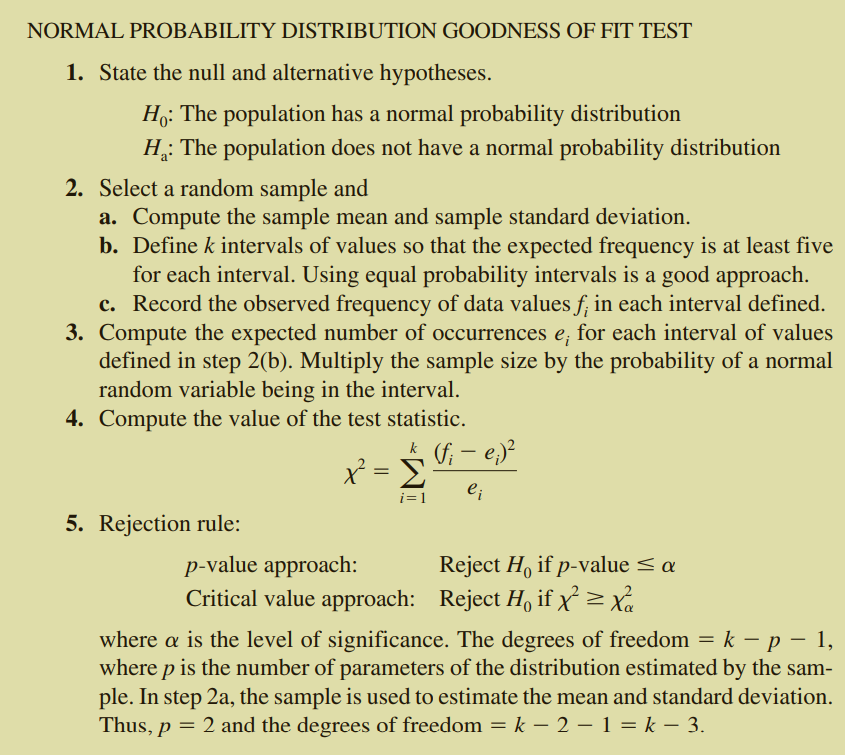 NORMAL PROBABILITY DISTRIBUTION GOODNESS OF FIT TEST
1. State the null and alternative hypotheses.
H₀: The population has a normal probability distribution
Hₐ: The population does not have a normal probability distribution
2. Select a random sample and
a. Compute the sample mean and sample standard deviation.
b. Define k intervals of values so that the expected frequency is at least five
for each interval. Using equal probability intervals is a good approach.
c. Record the observed frequency of data values fᵢ in each interval defined.
3. Compute the expected number of occurrences eᵢ for each interval of values
defined in step 2(b). Multiply the sample size by the probability of a normal
random variable being in the interval.
4. Compute the value of the test statistic.
χ² = ∑ᵢ₌₁ᵏ (fᵢ − eᵢ)² / eᵢ
5. Rejection rule:
p-value approach: Reject H₀ if p-value ≤ α
Critical value approach: Reject H₀ if χ² ≥ χ²α
where α is the level of significance. The degrees of freedom = k − p − 1,
where p is the number of parameters of the distribution estimated by the sam-
ple. In step 2a, the sample is used to estimate the mean and standard deviation.
Thus, p = 2 and the degrees of freedom = k − 2 − 1 = k − 3.